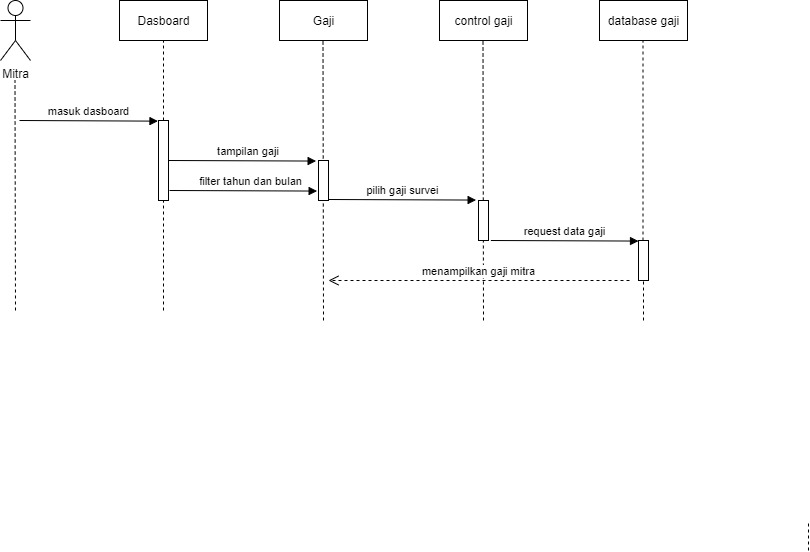 Dasboard
Gaji
control gaji
database gaji
Mitra
masuk dasboard
tampilan gaji
filter tahun dan bulan
pilih gaji survei
request data gaji
menampilkan gaji mitra